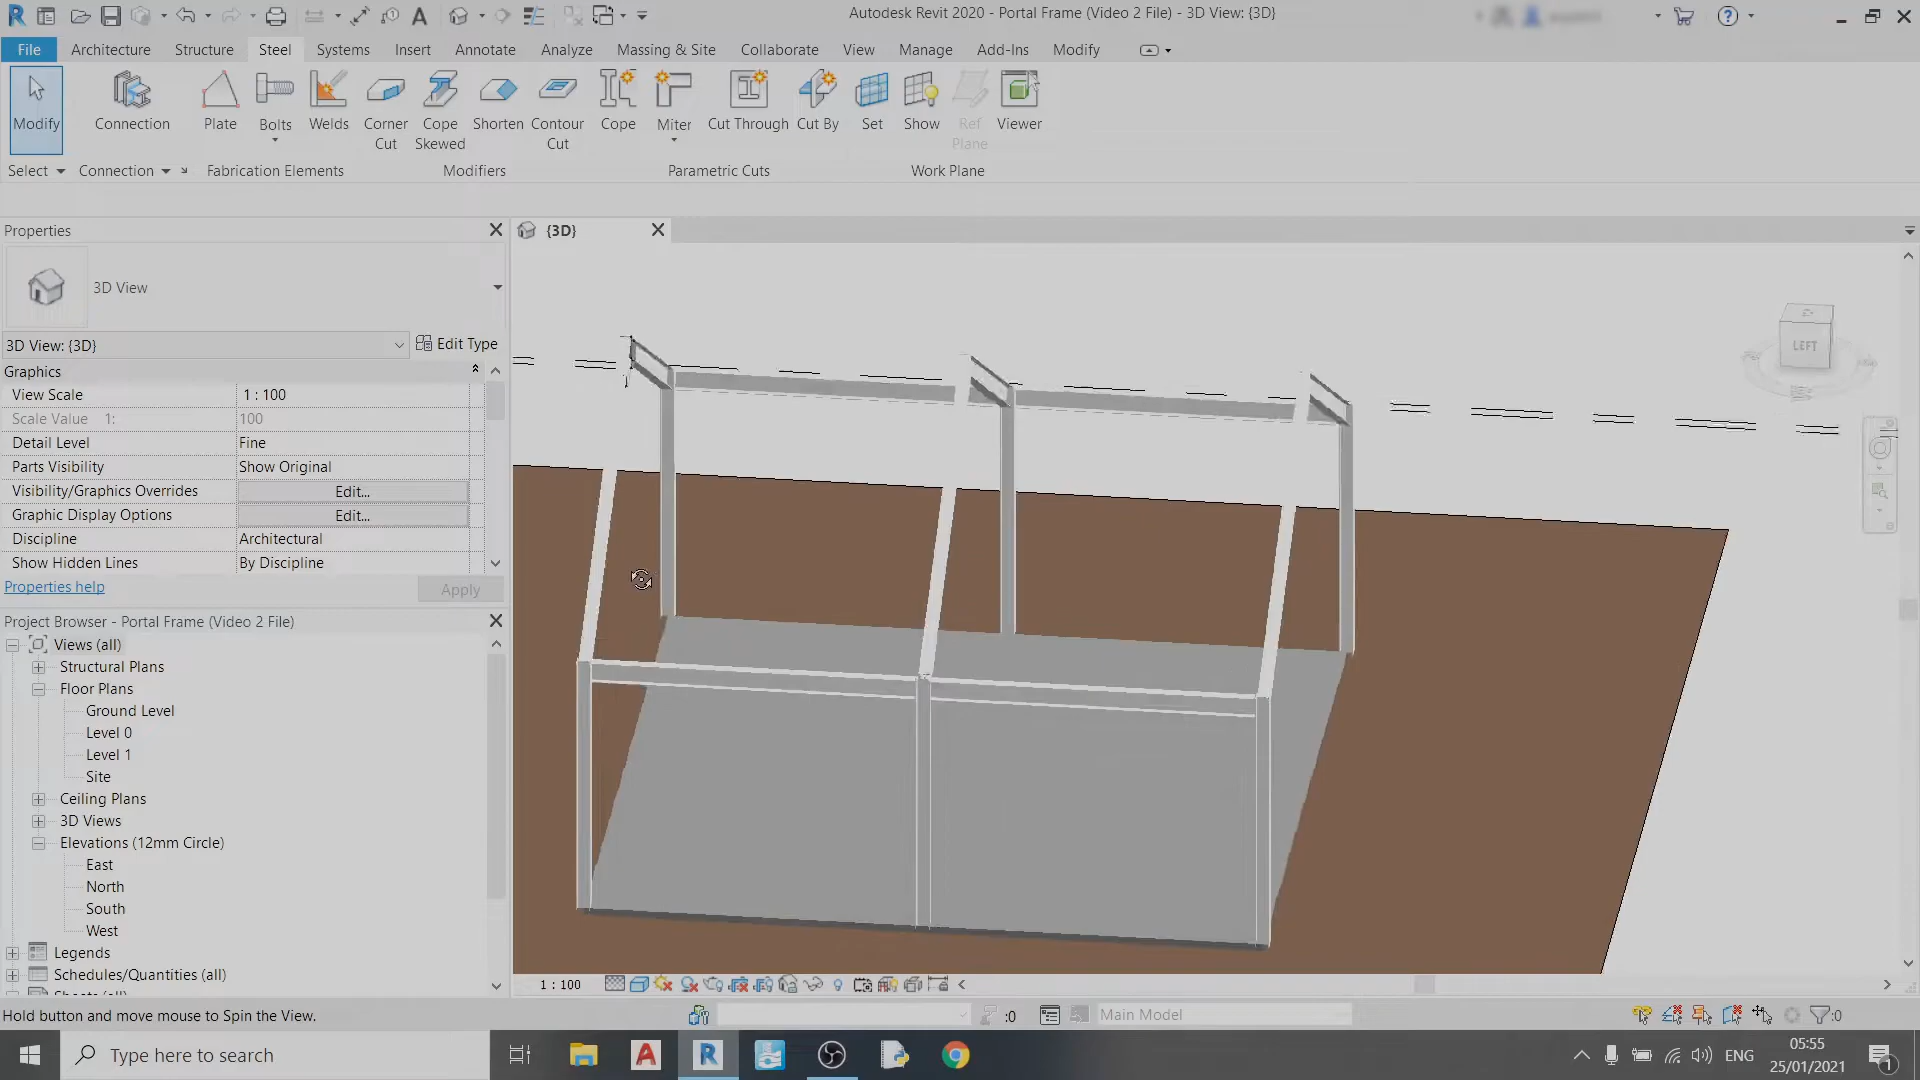 Autodesk Revit 2020 - Portal Frame (Video 2 File) - 3D View: {3D}
File Architecture Structure Steel Systems Insert Annotate Analyze Massing & Site Collaborate View Manage Add-Ins Modify
Modify Connection Plate Bolts Welds Corner Cut Cope Skewed Shorten Contour Cut Cope Miter Cut Through Cut By Set Show Ref Plane Viewer
Select Connection Fabrication Elements Modifiers Parametric Cuts Work Plane
Properties
{3D}
3D View
3D View: {3D} Edit Type
Graphics
View Scale 1 : 100
Scale Value 1: 100
Detail Level Fine
Parts Visibility Show Original
Visibility/Graphics Overrides Edit...
Graphic Display Options Edit...
Discipline Architectural
Show Hidden Lines By Discipline
Properties help Apply
Project Browser - Portal Frame (Video 2 File)
Views (all)
Structural Plans
Floor Plans
Ground Level
Level 0
Level 1
Site
Ceiling Plans
3D Views
Elevations (12mm Circle)
East
North
South
West
Legends
Schedules/Quantities (all)
LEFT
1 : 100
Hold button and move mouse to Spin the View.
:0
Main Model
:0
Type here to search
ENG
05:55
25/01/2021
1